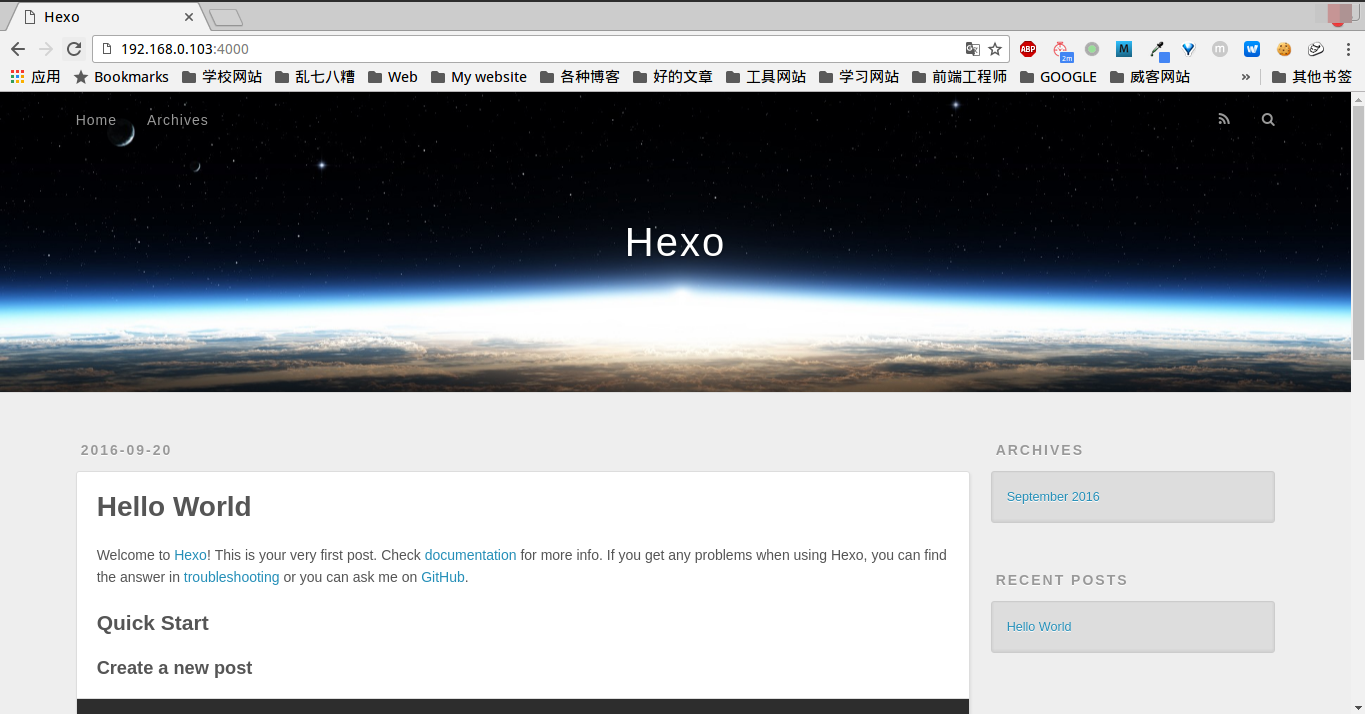 Hexo
192.168.0.103:4000
ABP 2m M m W
应用 Bookmarks 学校网站 乱七八糟 Web My website 各种博客 好的文章 工具网站 学习网站 前端工程师 GOOGLE 威客网站 » 其他书签
Home Archives
Hexo
2016-09-20
Hello World
Welcome to Hexo! This is your very first post. Check documentation for more info. If you get any problems when using Hexo, you can find
the answer in troubleshooting or you can ask me on GitHub.
Quick Start
Create a new post
ARCHIVES
September 2016
RECENT POSTS
Hello World